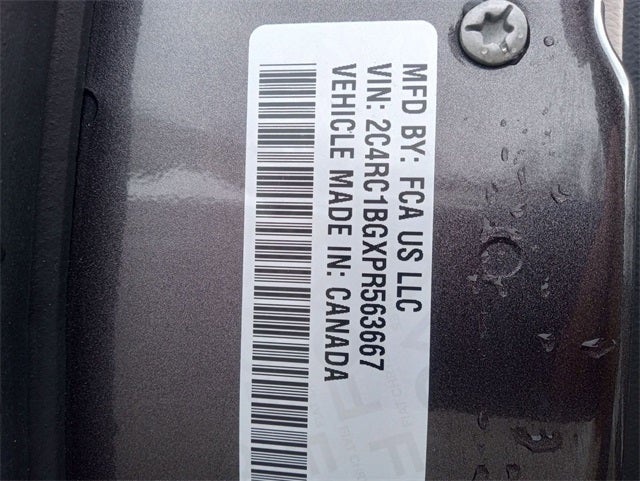 MFD BY: FCA US LLC
VIN: 2C4RC1BGXPR563667
VEHICLE MADE IN: CANADA